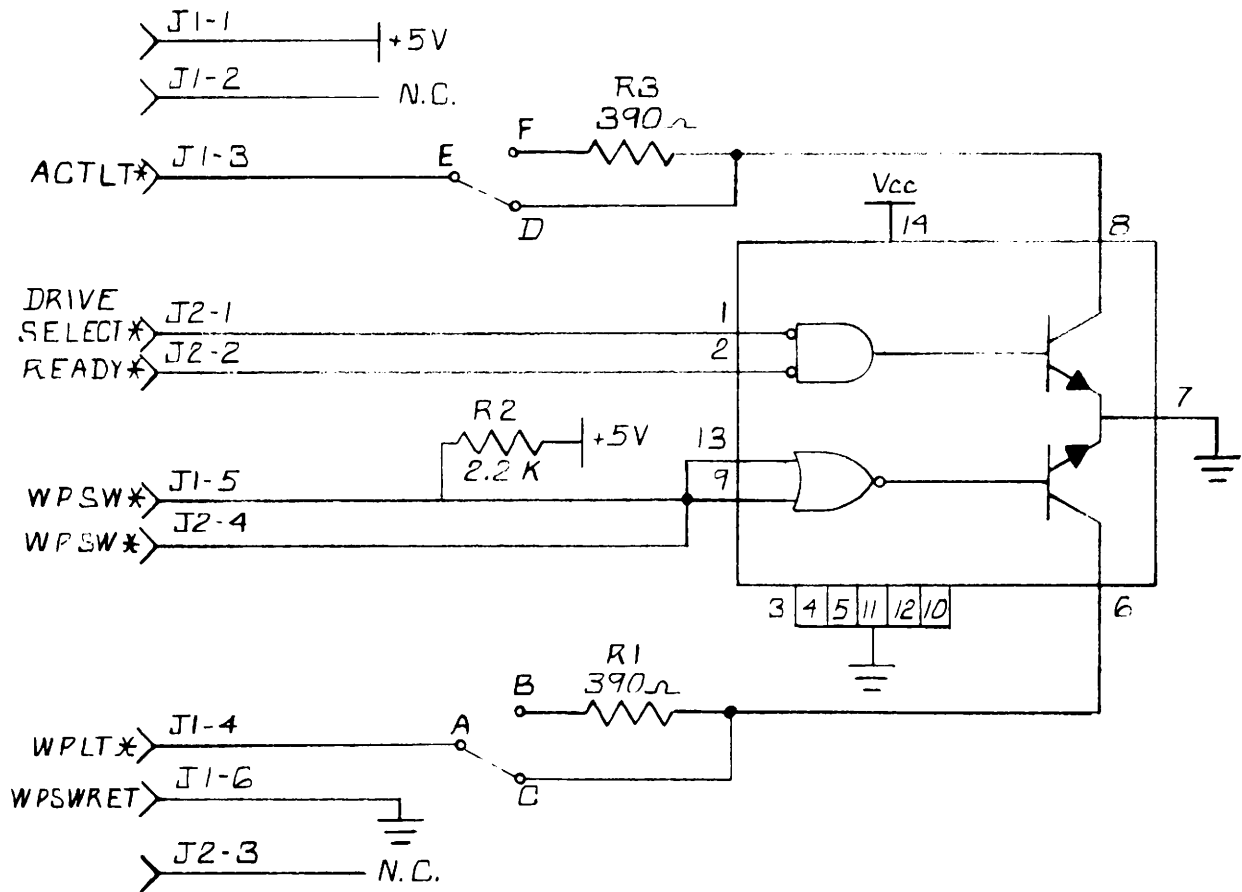 J1-1
+5V
J1-2
N.C.
R3
390Ω
F
ACTLT*
J1-3
E
D
Vcc
14
8
DRIVE
SELECT*
J2-1
1
READY*
J2-2
2
7
R2
+5V
2.2 K
13
WPSW*
J1-5
9
WPSW*
J2-4
3
4
5
11
12
10
6
R1
390Ω
B
A
WPLT*
J1-4
C
WPSWRET
J1-6
J2-3
N.C.